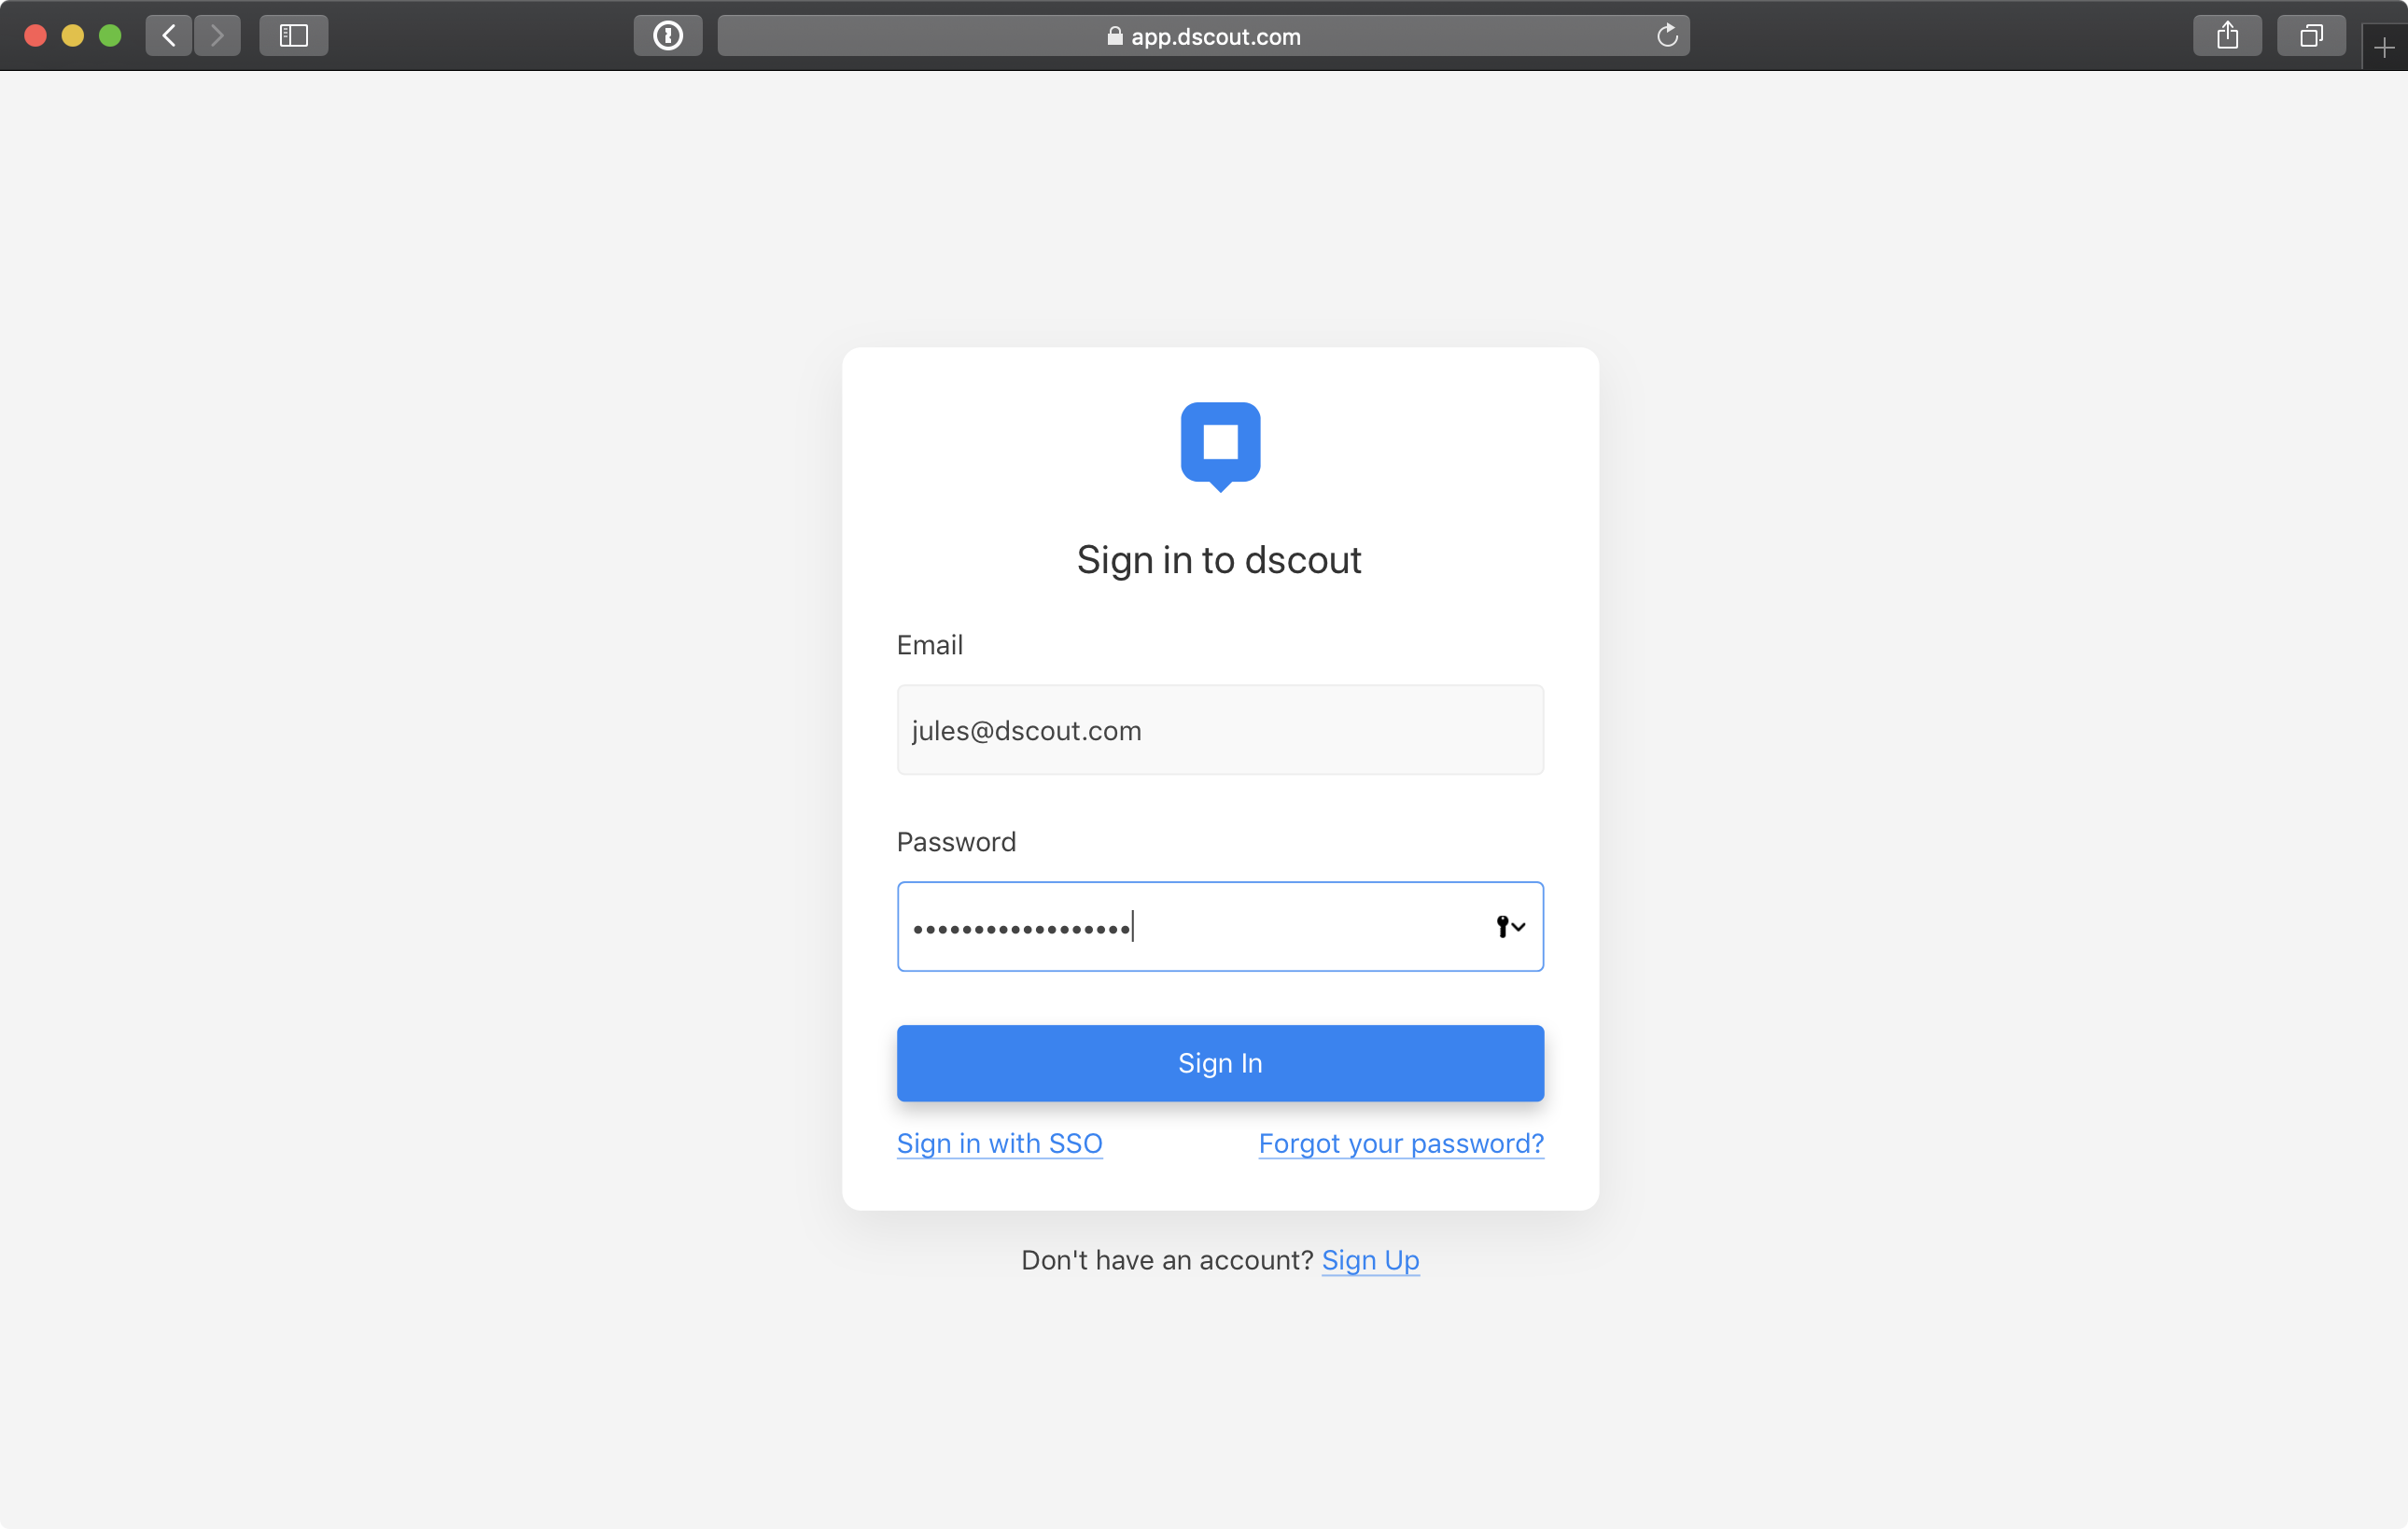 app.dscout.com
Sign in to dscout
Email
jules@dscout.com
Password
••••••••••••••••••
Sign In
Sign in with SSO Forgot your password?
Don't have an account? Sign Up